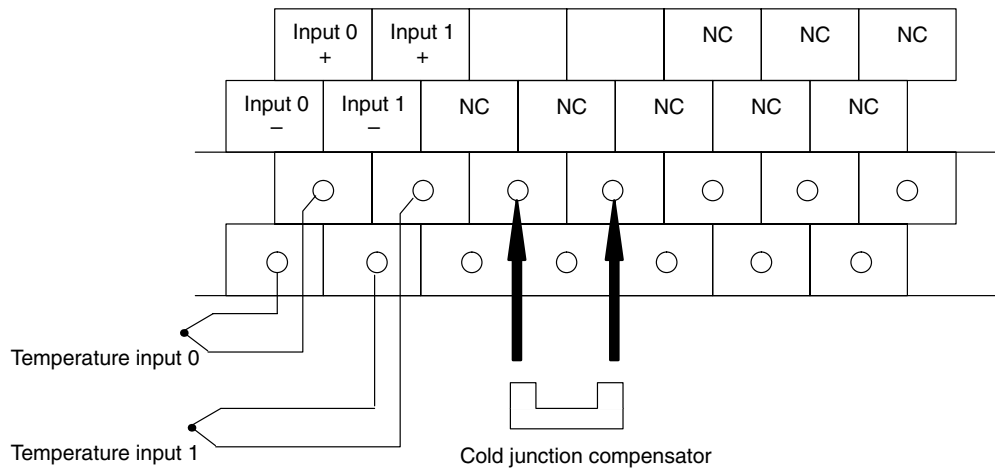 Input 0 Input 1 NC NC NC
+ +
Input 0 Input 1 NC NC NC NC NC
– –
Temperature input 0
Temperature input 1
Cold junction compensator